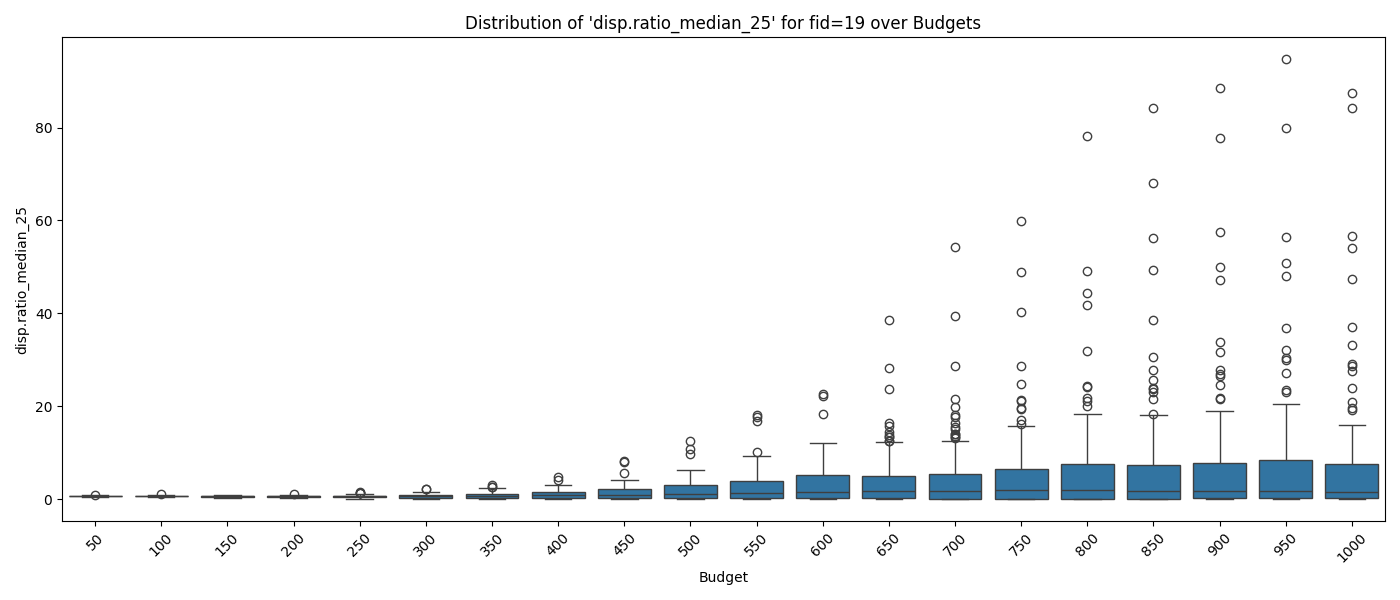 Distribution of 'disp.ratio_median_25' for fid=19 over Budgets
disp.ratio_median_25
80
60
40
20
0
50 100 150 200 250 300 350 400 450 500 550 600 650 700 750 800 850 900 950 1000
Budget